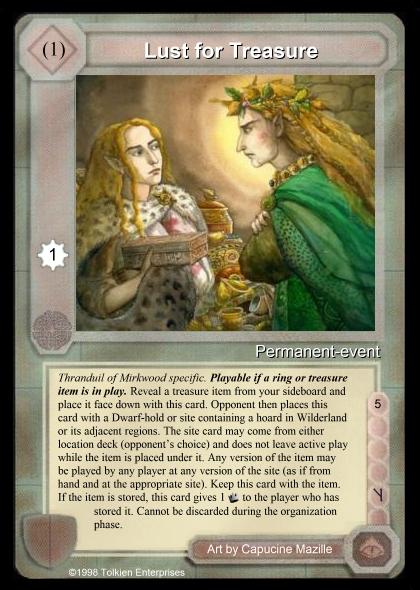 (1)
Lust for Treasure
1
Permanent-event
Thranduil of Mirkwood specific. Playable if a ring or treasure
item is in play. Reveal a treasure item from your sideboard and
place it face down with this card. Opponent then places this
card with a Dwarf-hold or site containing a hoard in Wilderland
or its adjacent regions. The site card may come from either
location deck (opponent's choice) and does not leave active play
while the item is placed under it. Any version of the item may
be played by any player at any version of the site (as if from
hand and at the appropriate site). Keep this card with the item.
If the item is stored, this card gives 1 to the player who has
stored it. Cannot be discarded during the organization
phase.
5
Art by Capucine Mazille
©1998 Tolkien Enterprises